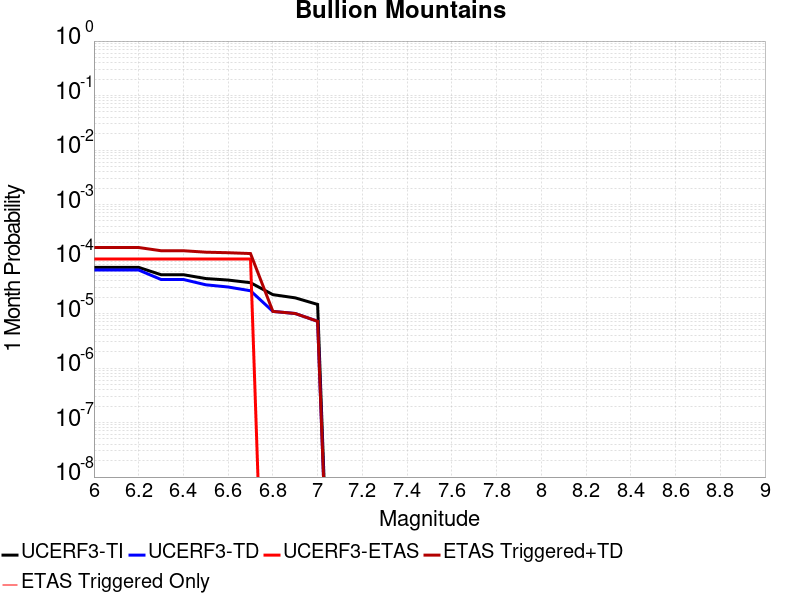 Bullion Mountains
1 Month Probability
10^0
10^-1
10^-2
10^-3
10^-4
10^-5
10^-6
10^-7
10^-8
6 6.2 6.4 6.6 6.8 7 7.2 7.4 7.6 7.8 8 8.2 8.4 8.6 8.8 9
Magnitude
UCERF3-TI UCERF3-TD UCERF3-ETAS ETAS Triggered+TD
ETAS Triggered Only